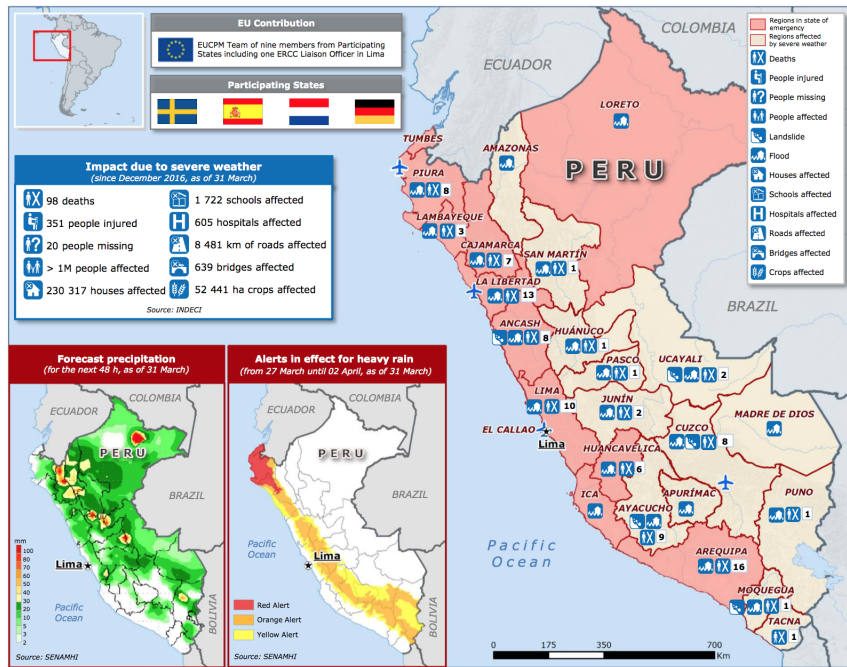 EU Contribution
EUCPM Team of nine members from Participating
States including one ERCC Liaison Officer in Lima
Participating States
Impact due to severe weather
(since December 2016, as of 31 March)
98 deaths
351 people injured
20 people missing
> 1M people affected
230 317 houses affected
1 722 schools affected
605 hospitals affected
8 481 km of roads affected
639 bridges affected
52 441 ha crops affected
Source: INDECI
COLOMBIA
ECUADOR
PERU
BRAZIL
Pacific
Ocean
TUMBES
PIURA
8
LAMBAYEQUE
3
CAJAMARCA
7
AMAZONAS
LORETO
SAN MARTÍN
1
LA LIBERTAD
13
ANCASH
8
HUÁNUCO
1
PASCO
1
UCAYALI
2
LIMA
10
JUNÍN
2
EL CALLAO
Lima
CUZCO
8
MADRE DE DIOS
HUANCAVELICA
6
ICA
AYACUCHO
9
APURÍMAC
PUNO
1
AREQUIPA
16
MOQUEGUA
1
TACNA
1
0 175 350 700
Km
Regions in state of
emergency
Regions affected
by severe weather
Deaths
People injured
People missing
People affected
Landslide
Flood
Houses affected
Schools affected
Hospitals affected
Roads affected
Bridges affected
Crops affected
Forecast precipitation
(for the next 48 h, as of 31 March)
COLOMBIA
ECUADOR
PERU
BRAZIL
BOLIVIA
Lima
Pacific
Ocean
mm
100
90
80
70
60
50
40
30
20
10
5
3
2
Source: SENAMHI
Alerts in effect for heavy rain
(from 27 March until 02 April, as of 31 March)
COLOMBIA
ECUADOR
PERU
BRAZIL
BOLIVIA
Pacific
Ocean
Lima
Red Alert
Orange Alert
Yellow Alert
Source: SENAMHI